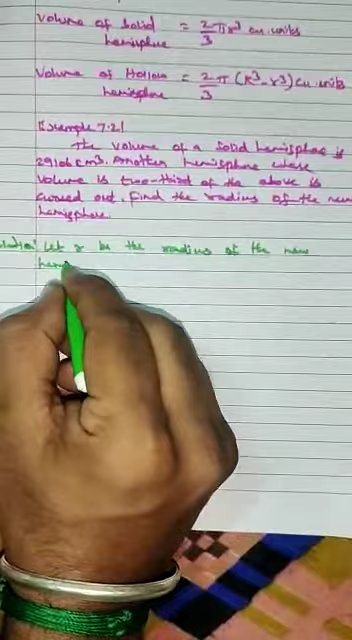 Volume of Solid = 2/3 πr³ cu.units
hemisphere
Volume of Hollow = 2/3 π (R³-r³) cu.units
hemisphere
Example 7.21
The volume of a solid hemisphere is
29106 cm³. Another hemisphere whose
volume is two-third of the above is
carved out. Find the radius of the new
hemisphere.
Let r be the radius of the new
hem